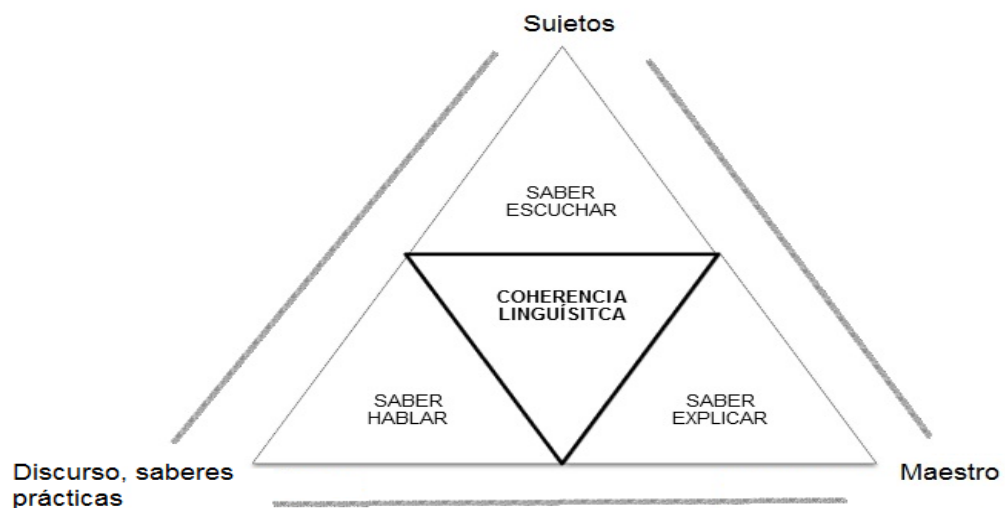 Sujetos
SABER
ESCUCHAR
COHERENCIA
LINGUÍSITCA
SABER
HABLAR
SABER
EXPLICAR
Discurso, saberes
prácticas
Maestro